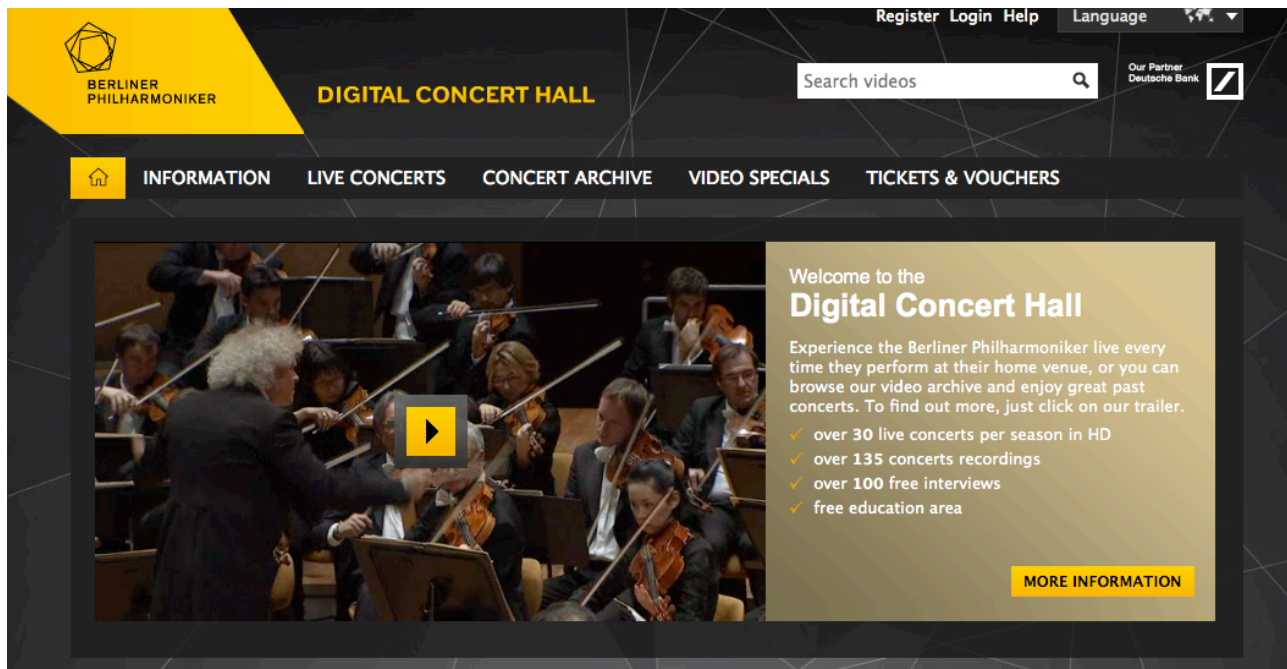 Register Login Help Language
BERLINER
PHILHARMONIKER
DIGITAL CONCERT HALL
Search videos
Our Partner
Deutsche Bank
INFORMATION LIVE CONCERTS CONCERT ARCHIVE VIDEO SPECIALS TICKETS & VOUCHERS
Welcome to the
Digital Concert Hall
Experience the Berliner Philharmoniker live every
time they perform at their home venue, or you can
browse our video archive and enjoy great past
concerts. To find out more, just click on our trailer.
over 30 live concerts per season in HD
over 135 concerts recordings
over 100 free interviews
free education area
MORE INFORMATION